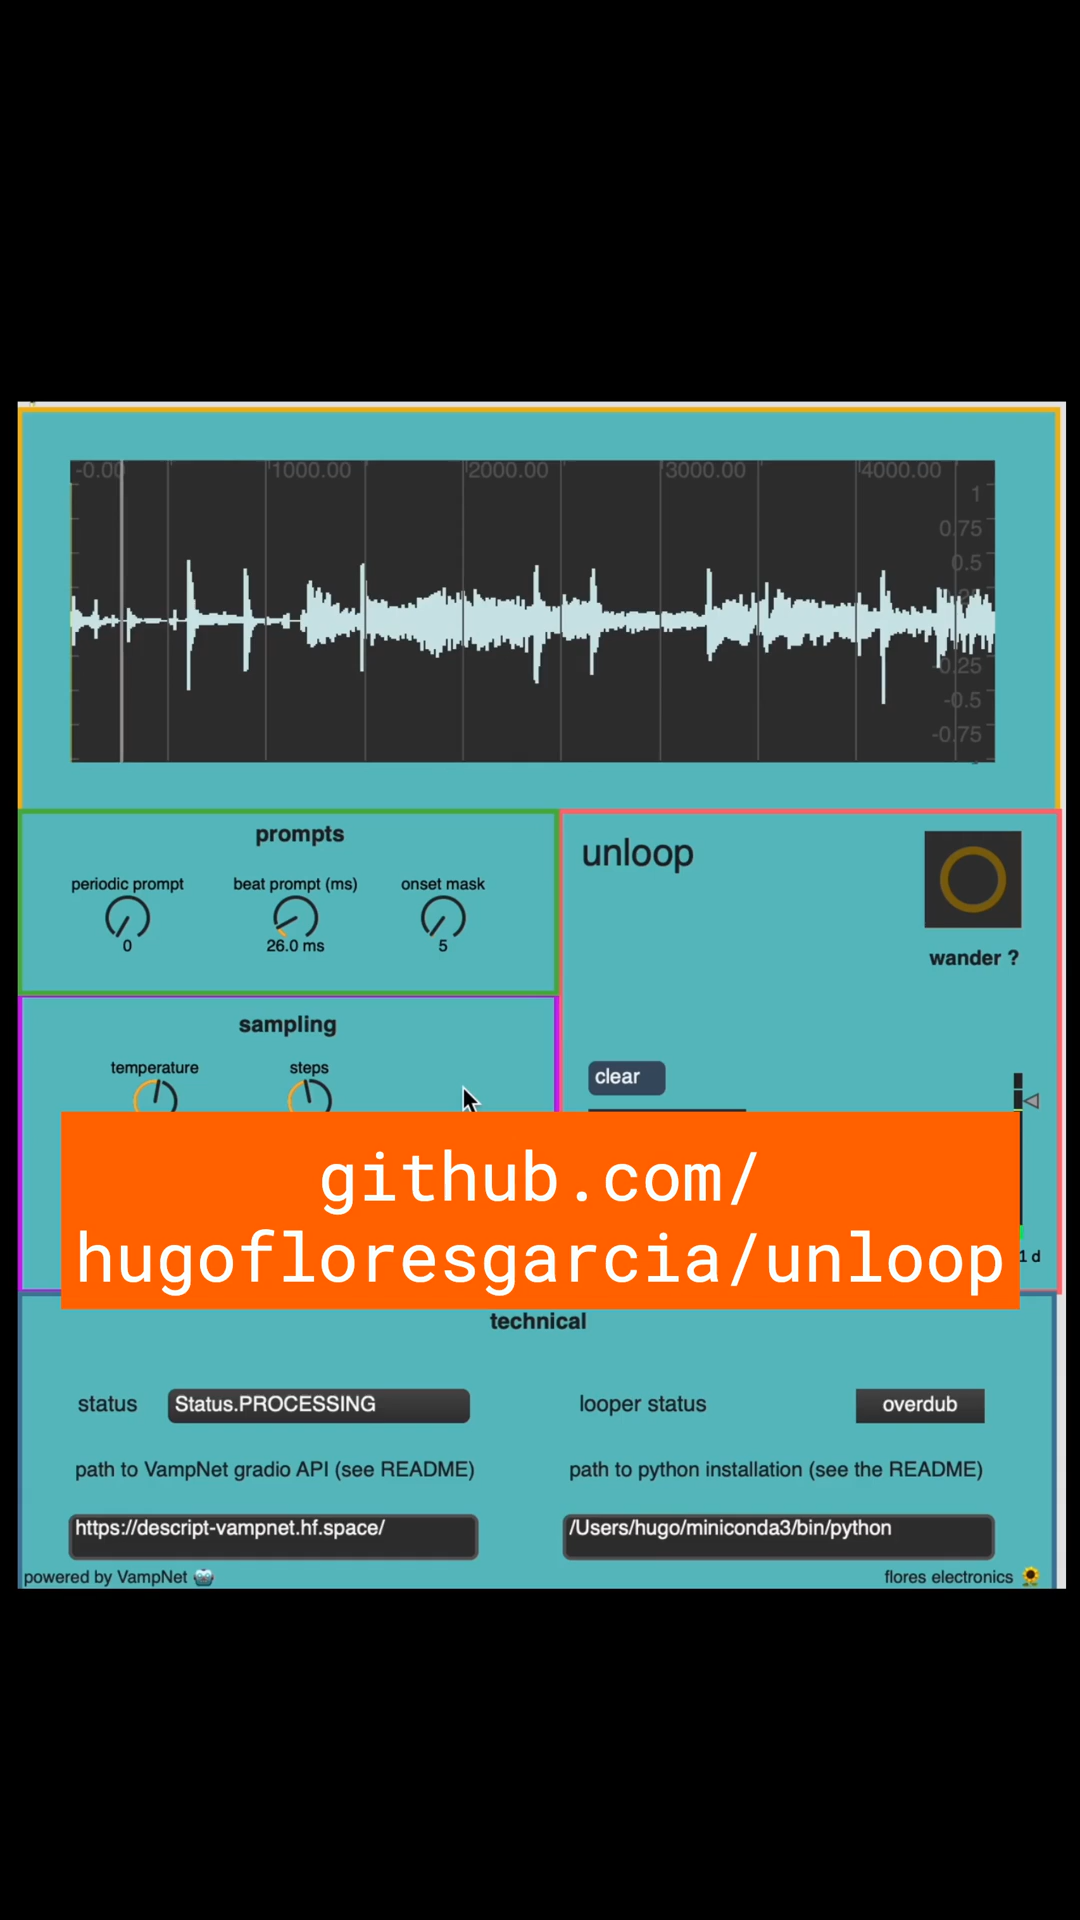 -0.00 1000.00 2000.00 3000.00 4000.00
1
0.75
0.5
-0.25
-0.5
-0.75
prompts
periodic prompt beat prompt (ms) onset mask
0 26.0 ms 5
unloop
wander ?
sampling
temperature steps
clear
github.com/
hugofloresgarcia/unloop
1 d
technical
status Status.PROCESSING looper status overdub
path to VampNet gradio API (see README) path to python installation (see the README)
https://descript-vampnet.hf.space/ /Users/hugo/miniconda3/bin/python
powered by VampNet flores electronics